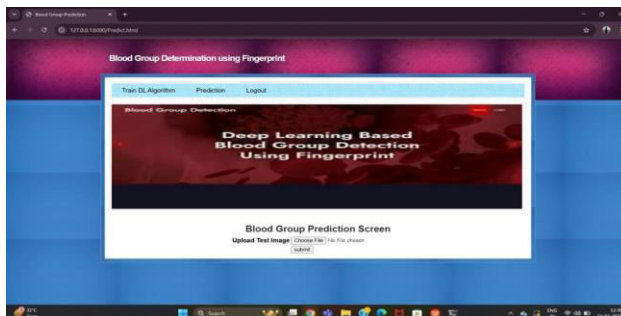 Blood Group Prediction
127.0.0.1:8000/Predict.html
Blood Group Determination using Fingerprint
Train DL Algorithm Prediction Logout
Blood Group Detection
Deep Learning Based
Blood Group Detection
Using Fingerprint
Blood Group Prediction Screen
Upload Test Image Choose File No file chosen
submit
32°C
Search
ENG